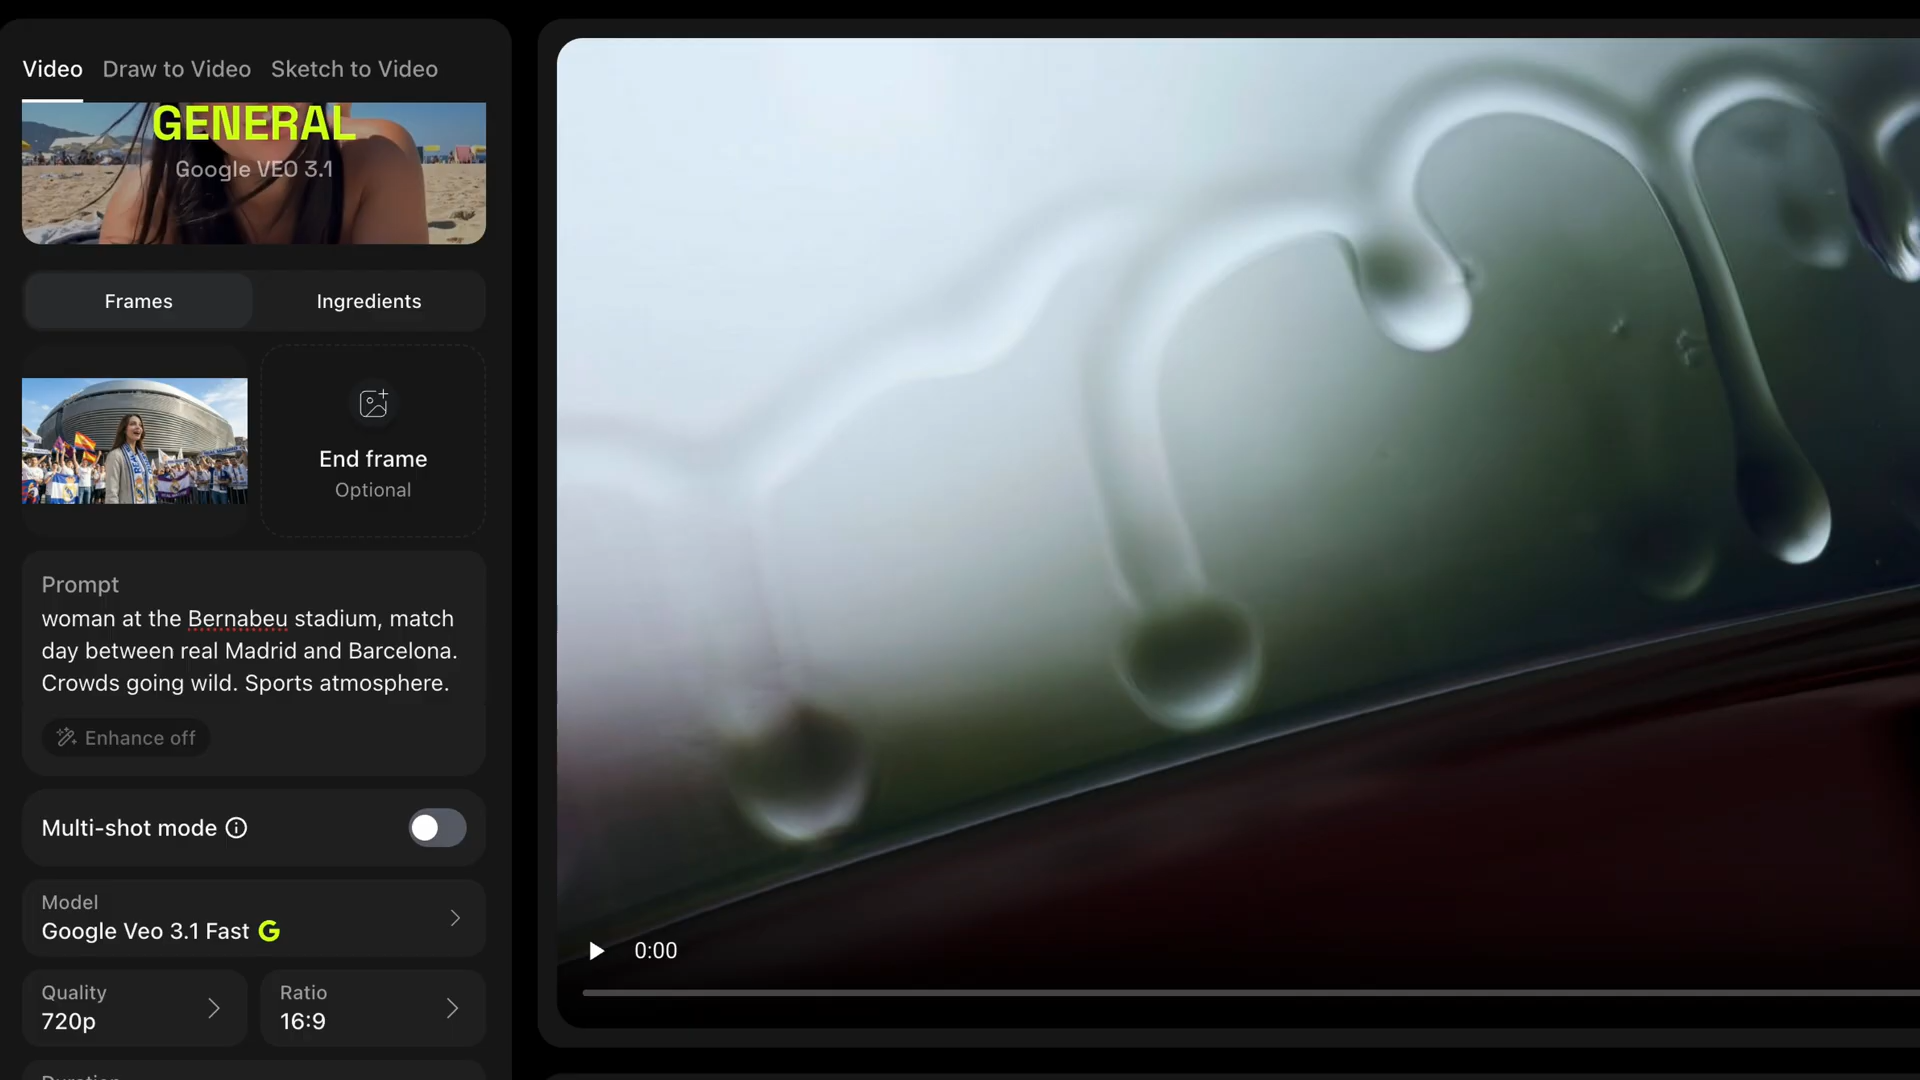 Video
Draw to Video
Sketch to Video
GENERAL
Google VEO 3.1
Frames
Ingredients
End frame
Optional
Prompt
woman at the Bernabeu stadium, match
day between real Madrid and Barcelona.
Crowds going wild. Sports atmosphere.
Enhance off
Multi-shot mode
Model
Google Veo 3.1 Fast G
Quality
720p
Ratio
16:9
0:00